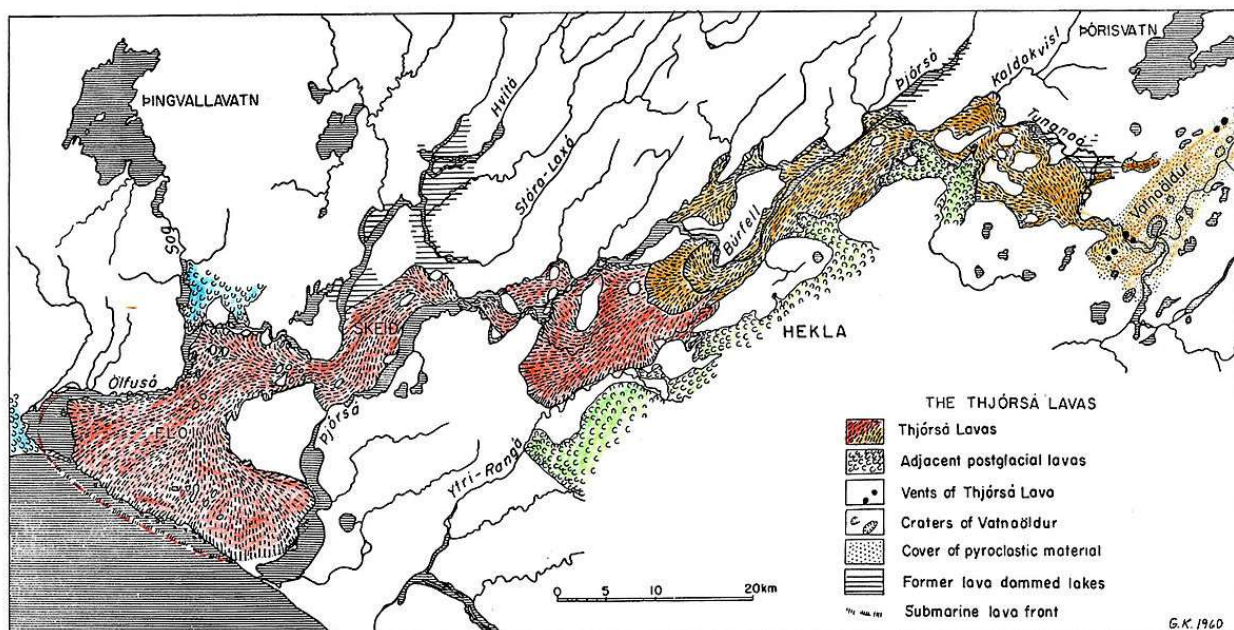 ÞINGVALLAVATN
Hvitá
Stóra-Laxá
Þjórsá
Kaldakvísl
ÞÓRISVATN
Tungnaá
Vatnaöldur
Sog
Búrfell
SKEIÐ
HEKLA
Ölfusá
FLÓI
Þjórsá
Ytri-Rangá
THE THJÓRSÁ LAVAS
Thjórsá Lavas
Adjacent postglacial lavas
Vents of Thjórsá Lava
Craters of Vatnaöldur
Cover of pyroclastic material
Former lava dammed lakes
Submarine lava front
0 10 20km
G.K. 1960